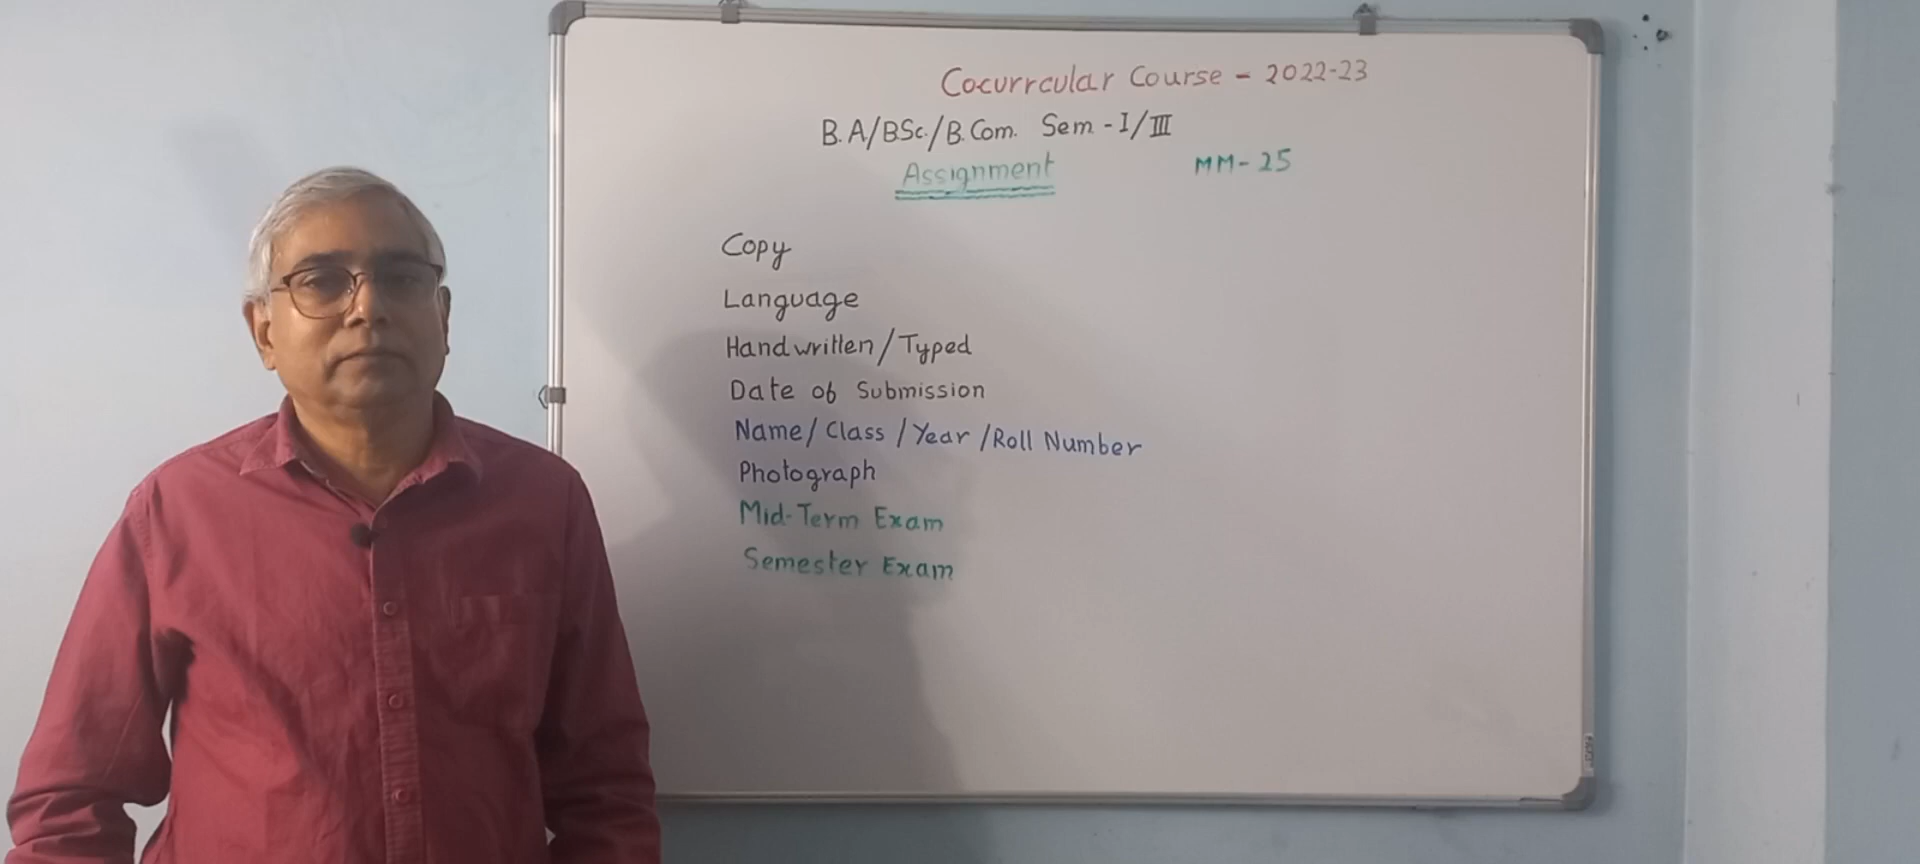 Cocurrcular Course - 2022-23
B.A/BSc./B.Com. Sem - I/III
Assignment MM-25
Copy
Language
Handwritten/Typed
Date of Submission
Name/Class/Year/Roll Number
Photograph
Mid-Term Exam
Semester Exam